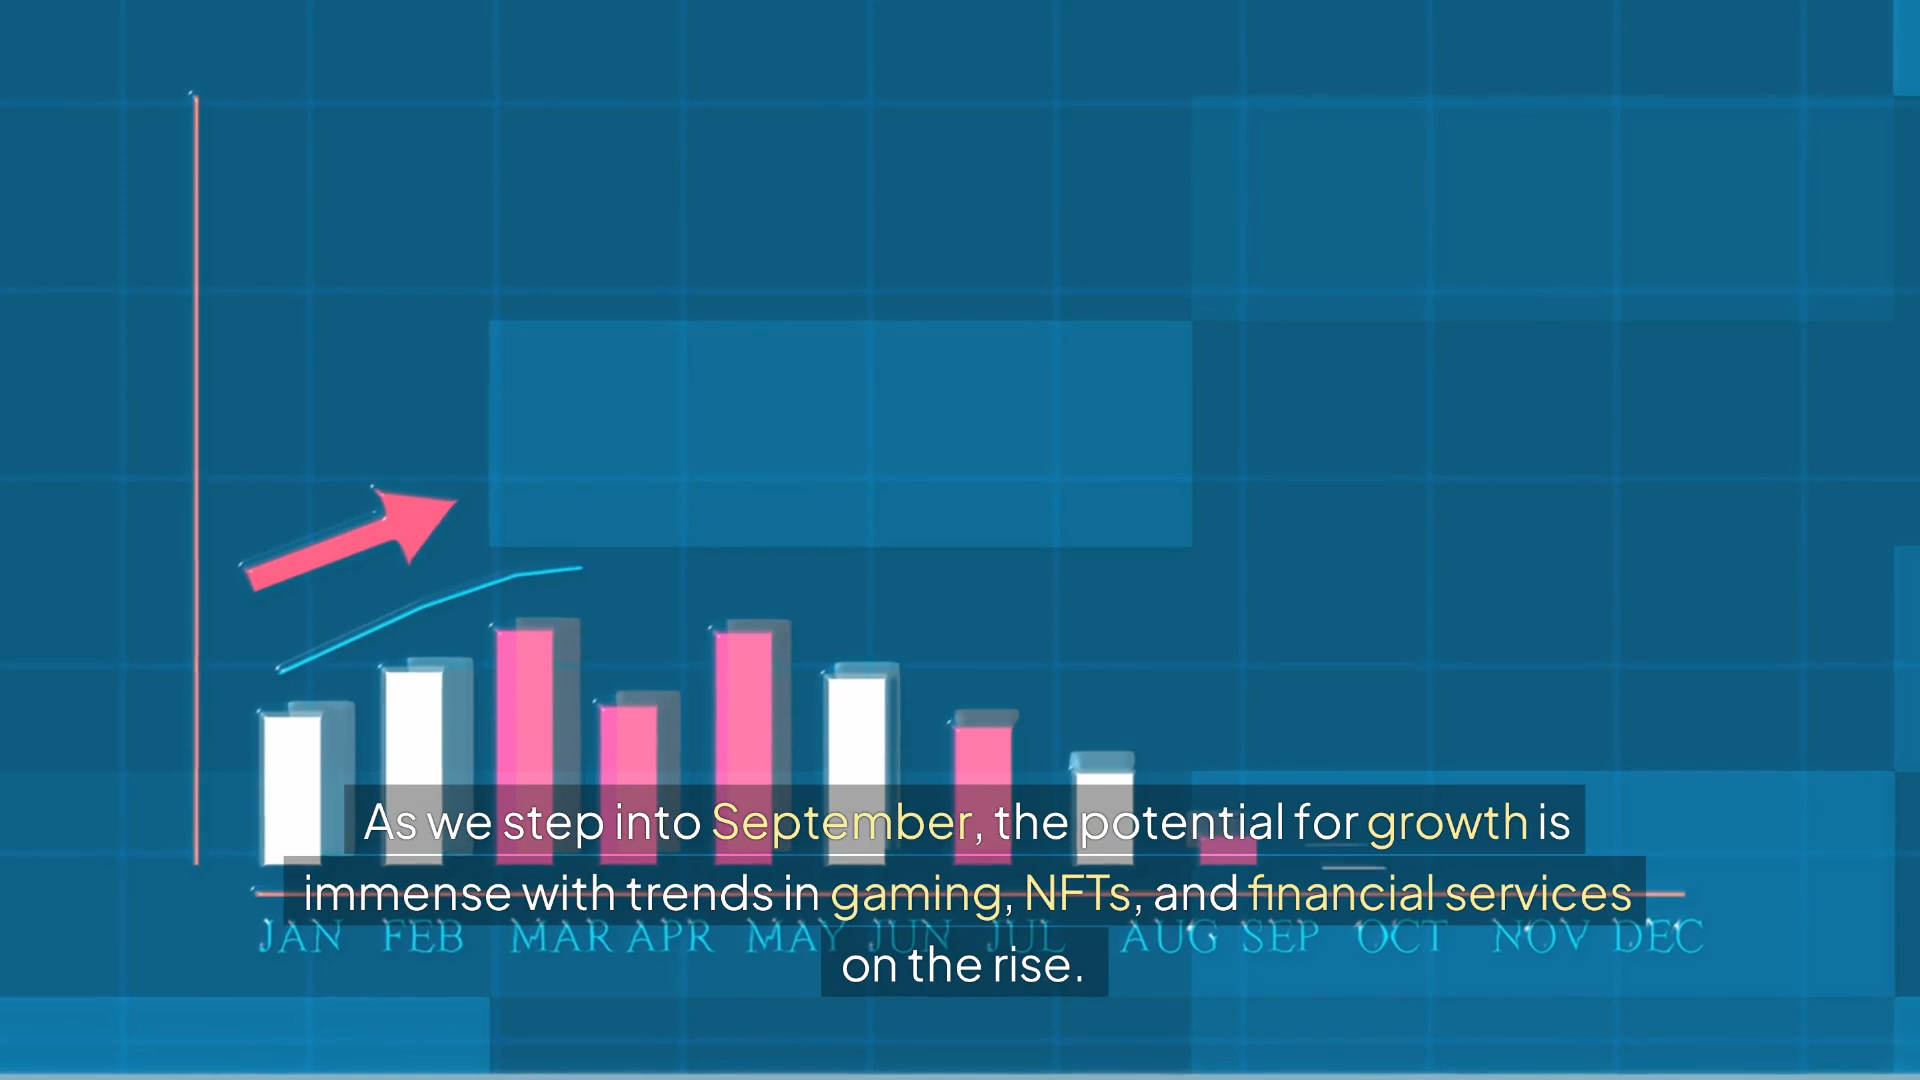 As we step into September, the potential for growth is
immense with trends in gaming, NFTs, and financial services
JAN FEB MAR APR MAY JUN JUL AUG SEP OCT NOV DEC
on the rise.